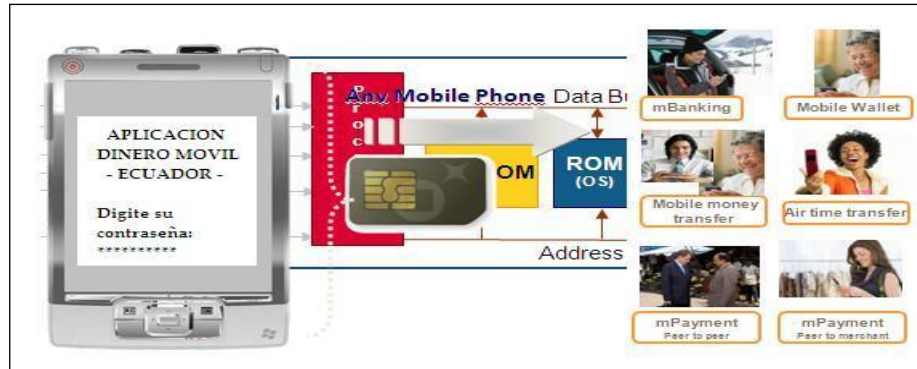 APLICACION
DINERO MOVIL
- ECUADOR -
Digite su
contraseña:
**********
P
r
o
c
Any Mobile Phone
Data Bu
OM
ROM
(OS)
Address
mBanking
Mobile Wallet
Mobile money
transfer
Air time transfer
mPayment
Peer to peer
mPayment
Peer to merchant